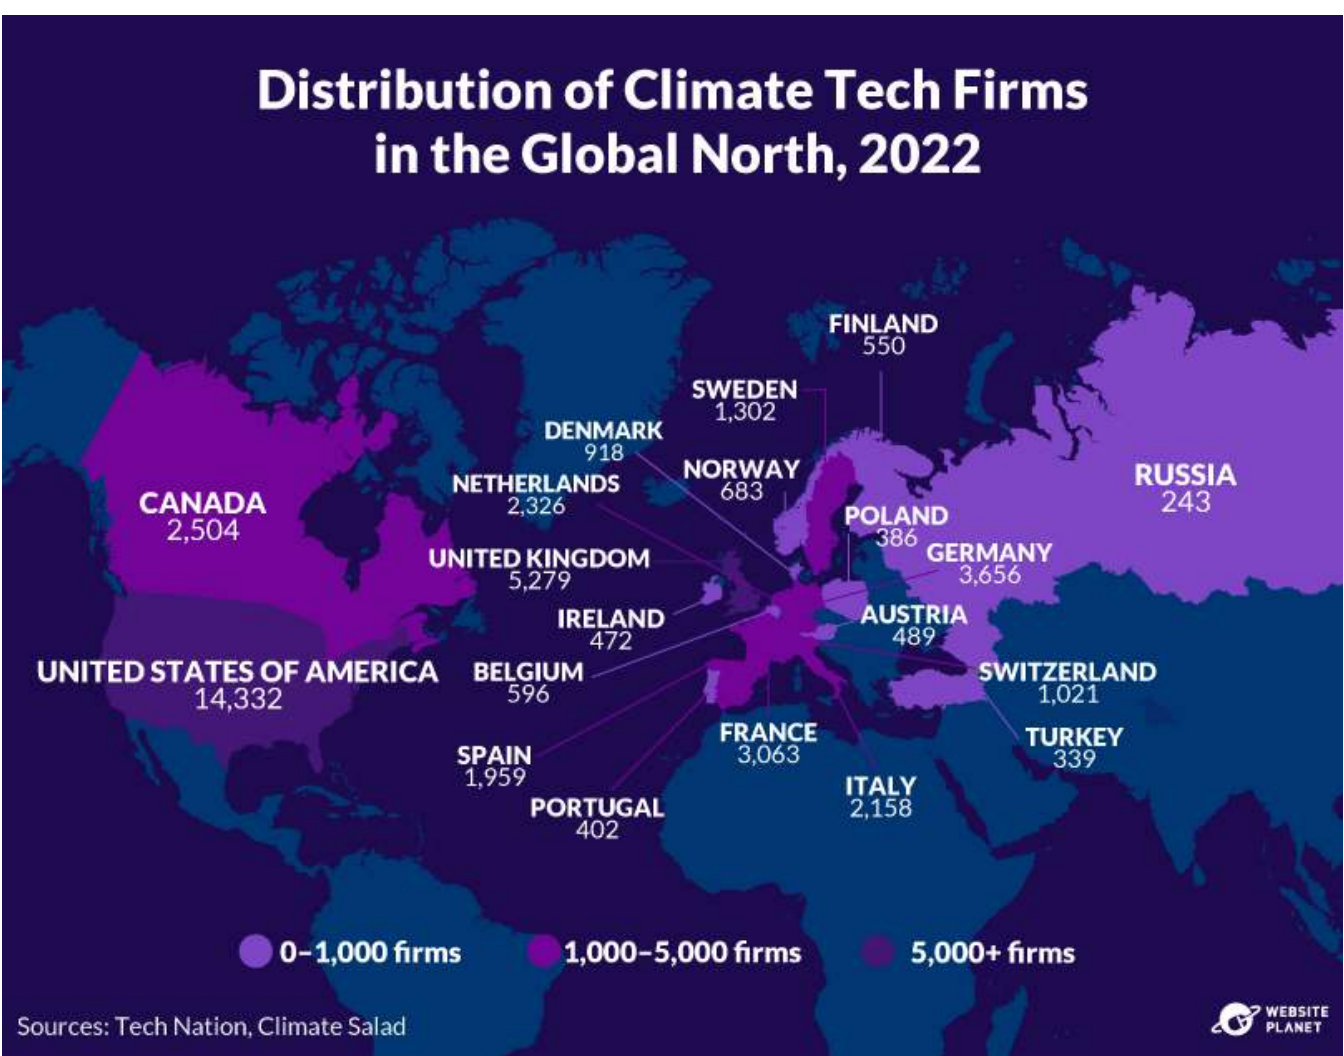 Distribution of Climate Tech Firms
in the Global North, 2022
FINLAND
550
SWEDEN
1,302
DENMARK
918
NORWAY
683
NETHERLANDS
2,326
RUSSIA
243
CANADA
2,504
POLAND
386
GERMANY
3,656
UNITED KINGDOM
5,279
IRELAND
472
AUSTRIA
489
UNITED STATES OF AMERICA
14,332
BELGIUM
596
SWITZERLAND
1,021
FRANCE
3,063
TURKEY
339
SPAIN
1,959
ITALY
2,158
PORTUGAL
402
0–1,000 firms
1,000–5,000 firms
5,000+ firms
Sources: Tech Nation, Climate Salad
WEBSITE
PLANET